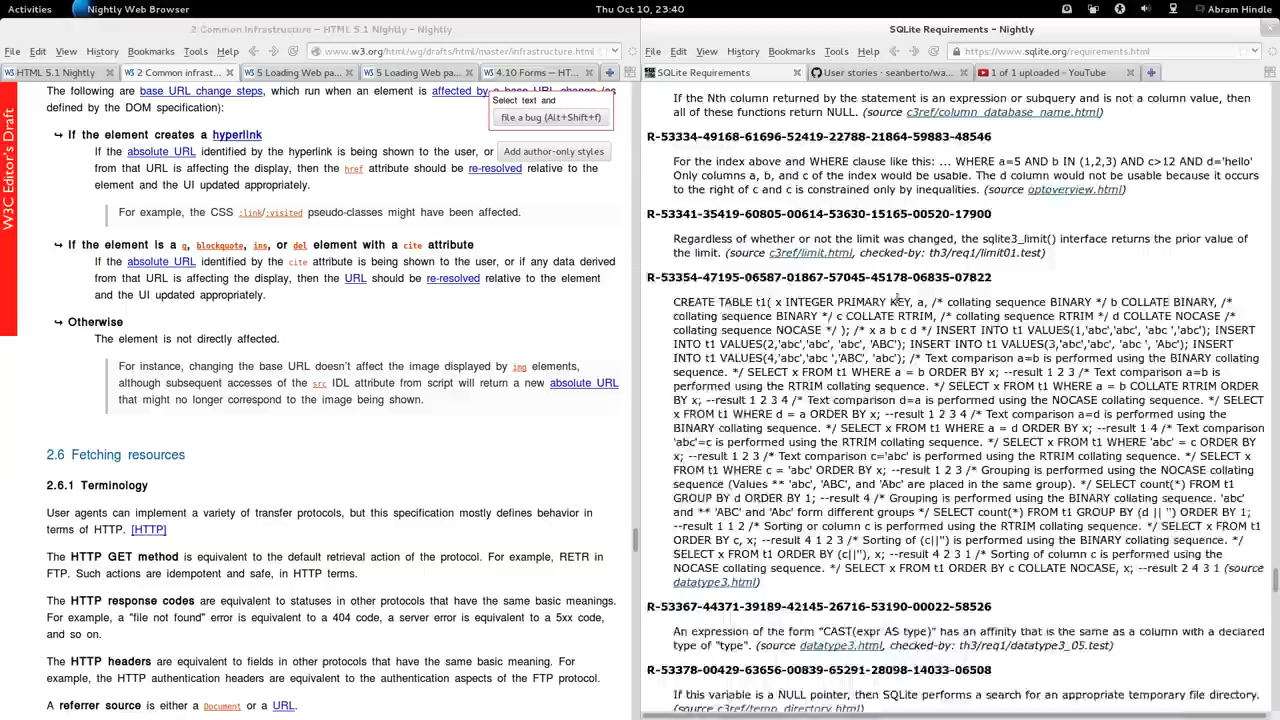 Activities Nightly Web Browser Thu Oct 10, 23:40 Abram Hindle
2 Common Infrastructure — HTML 5.1 Nightly - Nightly
File Edit View History Bookmarks Tools Help www.w3.org/html/wg/drafts/html/master/infrastructure.html
HTML 5.1 Nightly 2 Common infrast... 5 Loading Web pa... 5 Loading Web pa... 4.10 Forms — HT...
W3C Editor's Draft
The following are base URL change steps, which run when an element is affected by a base URL change (as
defined by the DOM specification):
Select text and
file a bug (Alt+Shift+f)
Add author-only styles
↪ If the element creates a hyperlink
If the absolute URL identified by the hyperlink is being shown to the user, or
from that URL is affecting the display, then the href attribute should be re-resolved relative to the
element and the UI updated appropriately.
For example, the CSS :link/:visited pseudo-classes might have been affected.
↪ If the element is a q, blockquote, ins, or del element with a cite attribute
If the absolute URL identified by the cite attribute is being shown to the user, or if any data derived
from that URL is affecting the display, then the URL should be re-resolved relative to the element
and the UI updated appropriately.
↪ Otherwise
The element is not directly affected.
For instance, changing the base URL doesn't affect the image displayed by img elements,
although subsequent accesses of the src IDL attribute from script will return a new absolute URL
that might no longer correspond to the image being shown.
2.6 Fetching resources
2.6.1 Terminology
User agents can implement a variety of transfer protocols, but this specification mostly defines behavior in
terms of HTTP. [HTTP]
The HTTP GET method is equivalent to the default retrieval action of the protocol. For example, RETR in
FTP. Such actions are idempotent and safe, in HTTP terms.
The HTTP response codes are equivalent to statuses in other protocols that have the same basic meanings.
For example, a "file not found" error is equivalent to a 404 code, a server error is equivalent to a 5xx code,
and so on.
The HTTP headers are equivalent to fields in other protocols that have the same basic meaning. For
example, the HTTP authentication headers are equivalent to the authentication aspects of the FTP protocol.
A referrer source is either a Document or a URL.
SQLite Requirements - Nightly
File Edit View History Bookmarks Tools Help https://www.sqlite.org/requirements.html
SQLite Requirements User stories · seanberto/wa... 1 of 1 uploaded - YouTube
If the Nth column returned by the statement is an expression or subquery and is not a column value, then
all of these functions return NULL. (source c3ref/column_database_name.html)
R-53334-49168-61696-52419-22788-21864-59883-48546
For the index above and WHERE clause like this: ... WHERE a=5 AND b IN (1,2,3) AND c>12 AND d='hello'
Only columns a, b, and c of the index would be usable. The d column would not be usable because it occurs
to the right of c and c is constrained only by inequalities. (source optoverview.html)
R-53341-35419-60805-00614-53630-15165-00520-17900
Regardless of whether or not the limit was changed, the sqlite3_limit() interface returns the prior value of
the limit. (source c3ref/limit.html, checked-by: th3/req1/limit01.test)
R-53354-47195-06587-01867-57045-45178-06835-07822
CREATE TABLE t1( x INTEGER PRIMARY KEY, a, /* collating sequence BINARY */ b COLLATE BINARY, /*
collating sequence BINARY */ c COLLATE RTRIM, /* collating sequence RTRIM */ d COLLATE NOCASE /*
collating sequence NOCASE */ ); /* x a b c d */ INSERT INTO t1 VALUES(1,'abc','abc', 'abc ','abc'); INSERT
INTO t1 VALUES(2,'abc','abc', 'abc', 'ABC'); INSERT INTO t1 VALUES(3,'abc','abc', 'abc ', 'Abc'); INSERT
INTO t1 VALUES(4,'abc','abc ','ABC', 'abc'); /* Text comparison a=b is performed using the BINARY collating
sequence. */ SELECT x FROM t1 WHERE a = b ORDER BY x; --result 1 2 3 /* Text comparison a=b is
performed using the RTRIM collating sequence. */ SELECT x FROM t1 WHERE a = b COLLATE RTRIM ORDER
BY x; --result 1 2 3 4 /* Text comparison d=a is performed using the NOCASE collating sequence. */ SELECT
x FROM t1 WHERE d = a ORDER BY x; --result 1 2 3 4 /* Text comparison a=d is performed using the
BINARY collating sequence. */ SELECT x FROM t1 WHERE a = d ORDER BY x; --result 1 4 /* Text comparison
'abc'=c is performed using the RTRIM collating sequence. */ SELECT x FROM t1 WHERE 'abc' = c ORDER BY
x; --result 1 2 3 /* Text comparison c='abc' is performed using the RTRIM collating sequence. */ SELECT x
FROM t1 WHERE c = 'abc' ORDER BY x; --result 1 2 3 /* Grouping is performed using the NOCASE collating
sequence (Values ** 'abc', 'ABC', and 'Abc' are placed in the same group). */ SELECT count(*) FROM t1
GROUP BY d ORDER BY 1; --result 4 /* Grouping is performed using the BINARY collating sequence. 'abc'
and ** 'ABC' and 'Abc' form different groups */ SELECT count(*) FROM t1 GROUP BY (d || '') ORDER BY 1;
--result 1 1 2 /* Sorting or column c is performed using the RTRIM collating sequence. */ SELECT x FROM t1
ORDER BY c, x; --result 4 1 2 3 /* Sorting of (c||'') is performed using the BINARY collating sequence. */
SELECT x FROM t1 ORDER BY (c||''), x; --result 4 2 3 1 /* Sorting of column c is performed using the
NOCASE collating sequence. */ SELECT x FROM t1 ORDER BY c COLLATE NOCASE, x; --result 2 4 3 1 (source
datatype3.html)
R-53367-44371-39189-42145-26716-53190-00022-58526
An expression of the form "CAST(expr AS type)" has an affinity that is the same as a column with a declared
type of "type". (source datatype3.html, checked-by: th3/req1/datatype3_05.test)
R-53378-00429-63656-00839-65291-28098-14033-06508
If this variable is a NULL pointer, then SQLite performs a search for an appropriate temporary file directory.
(source c3ref/temp_directory.html)